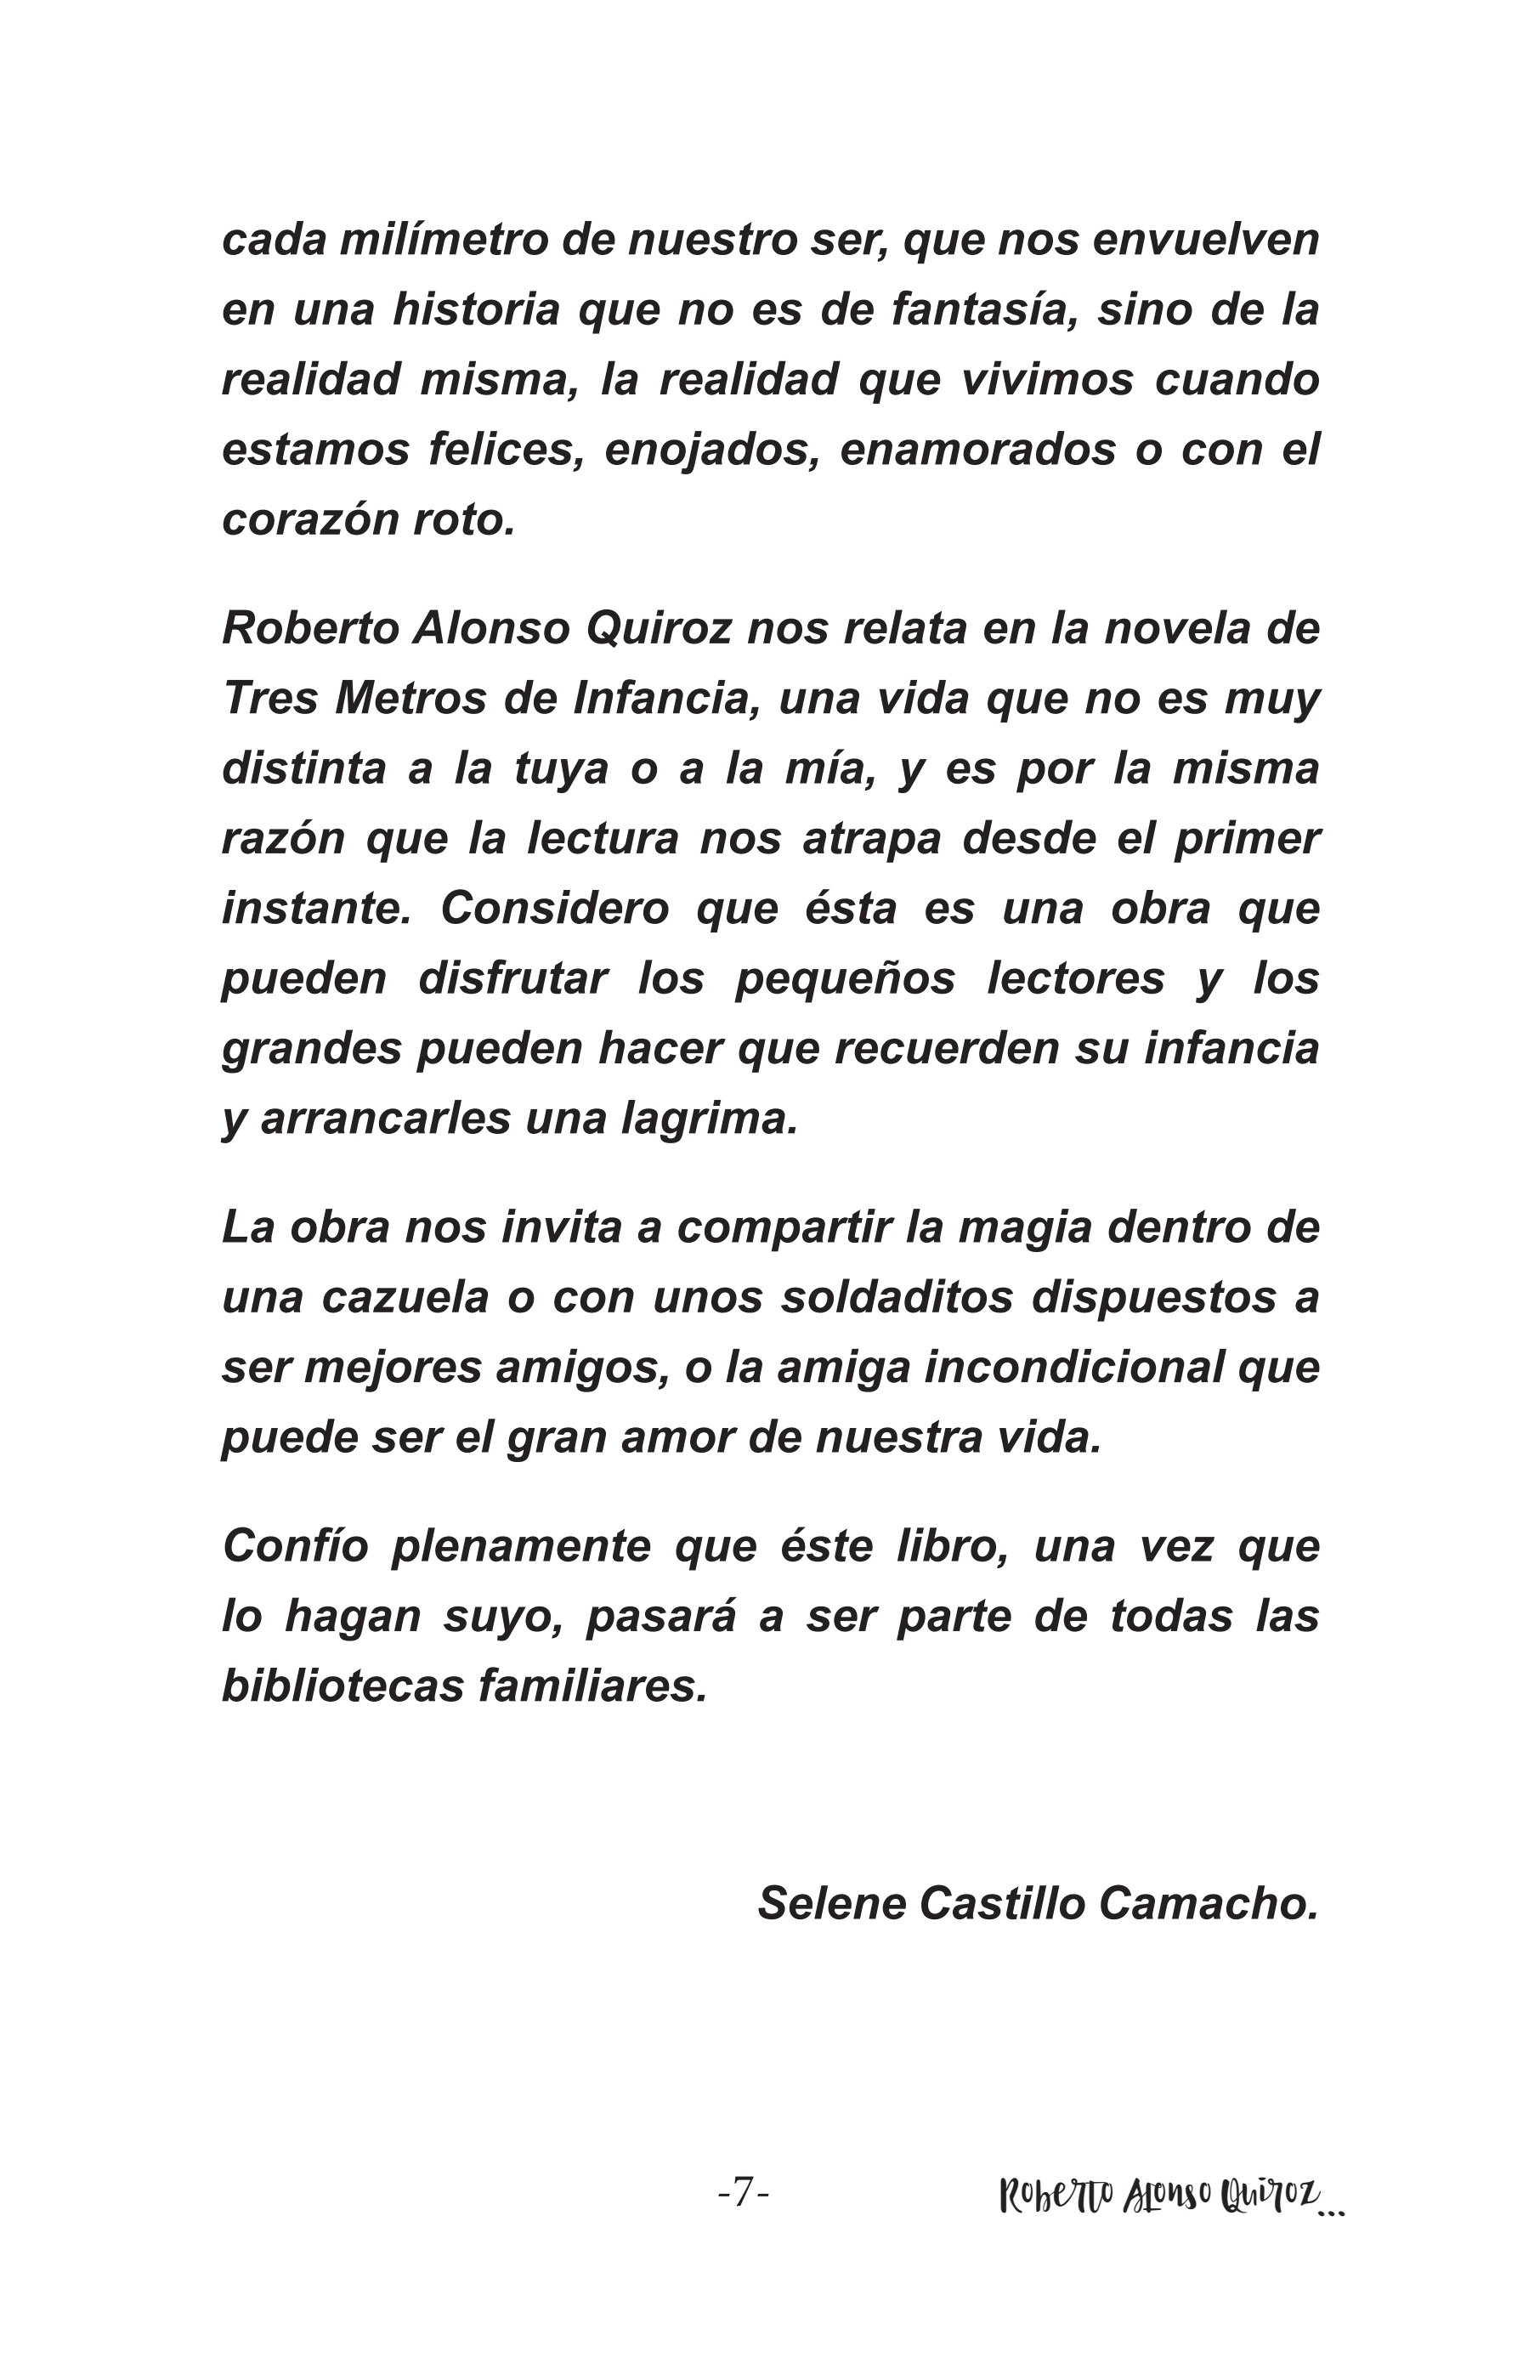 cada milímetro de nuestro ser, que nos envuelven
en una historia que no es de fantasía, sino de la
realidad misma, la realidad que vivimos cuando
estamos felices, enojados, enamorados o con el
corazón roto.
Roberto Alonso Quiroz nos relata en la novela de
Tres Metros de Infancia, una vida que no es muy
distinta a la tuya o a la mía, y es por la misma
razón que la lectura nos atrapa desde el primer
instante. Considero que ésta es una obra que
pueden disfrutar los pequeños lectores y los
grandes pueden hacer que recuerden su infancia
y arrancarles una lagrima.
La obra nos invita a compartir la magia dentro de
una cazuela o con unos soldaditos dispuestos a
ser mejores amigos, o la amiga incondicional que
puede ser el gran amor de nuestra vida.
Confío plenamente que éste libro, una vez que
lo hagan suyo, pasará a ser parte de todas las
bibliotecas familiares.
Selene Castillo Camacho.
-7- Roberto Alonso Quiroz...